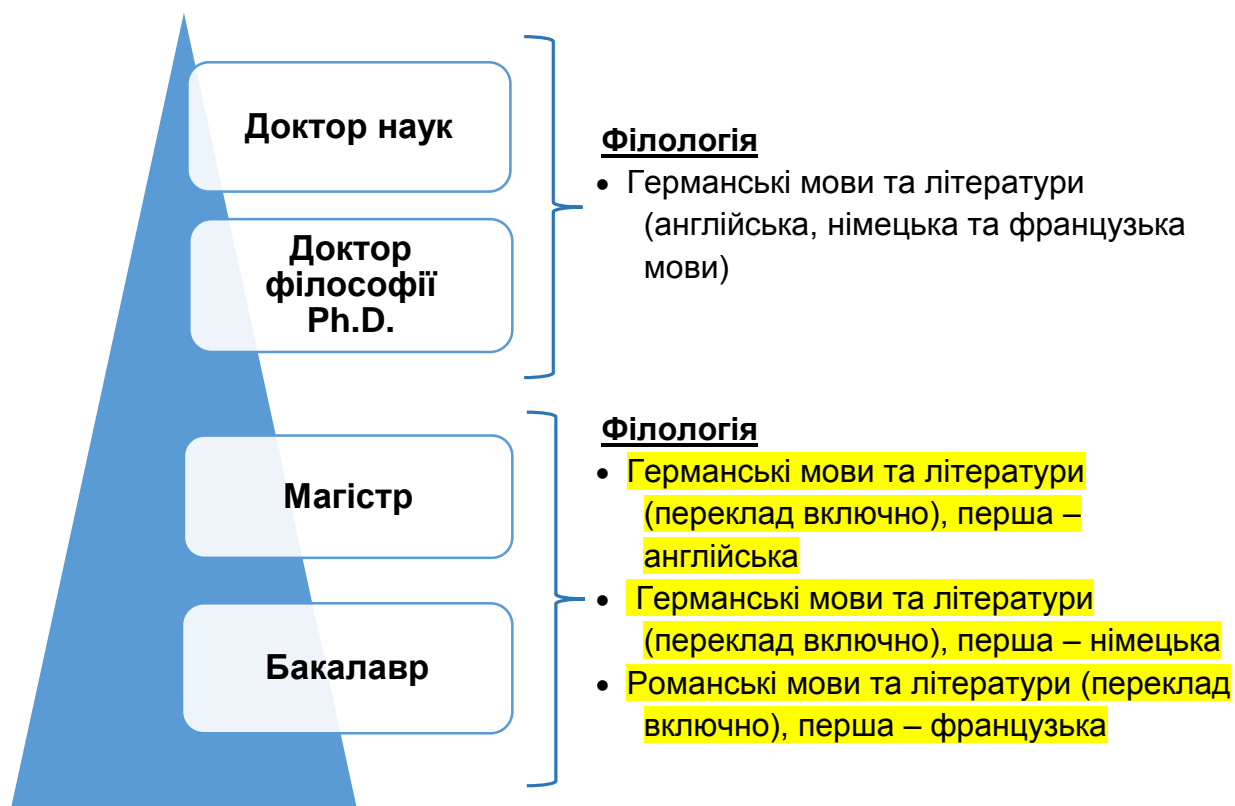 Доктор наук
Доктор
філософії
Ph.D.
Філологія
• Германські мови та літератури
(англійська, німецька та французька
мови)
Магістр
Бакалавр
Філологія
• Германські мови та літератури
(переклад включно), перша –
англійська
• Германські мови та літератури
(переклад включно), перша – німецька
• Романські мови та літератури (переклад
включно), перша – французька